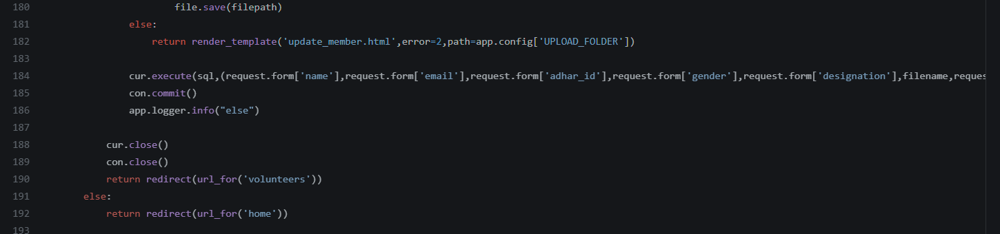 180 file.save(filepath)
181 else:
182 return render_template('update_member.html',error=2,path=app.config['UPLOAD_FOLDER'])
183
184 cur.execute(sql,(request.form['name'],request.form['email'],request.form['adhar_id'],request.form['gender'],request.form['designation'],filename,reques
185 con.commit()
186 app.logger.info("else")
187
188 cur.close()
189 con.close()
190 return redirect(url_for('volunteers'))
191 else:
192 return redirect(url_for('home'))
193